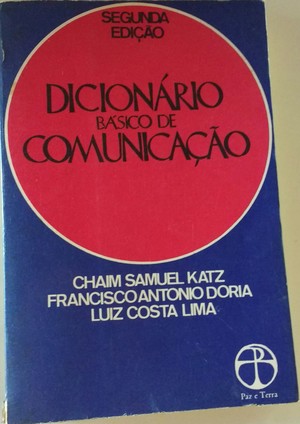 SEGUNDA
EDIÇÃO
DICIONÁRIO
BÁSICO DE
COMUNICAÇÃO
CHAIM SAMUEL KATZ
FRANCISCO ANTONIO DORIA
LUIZ COSTA LIMA
Paz e Terra